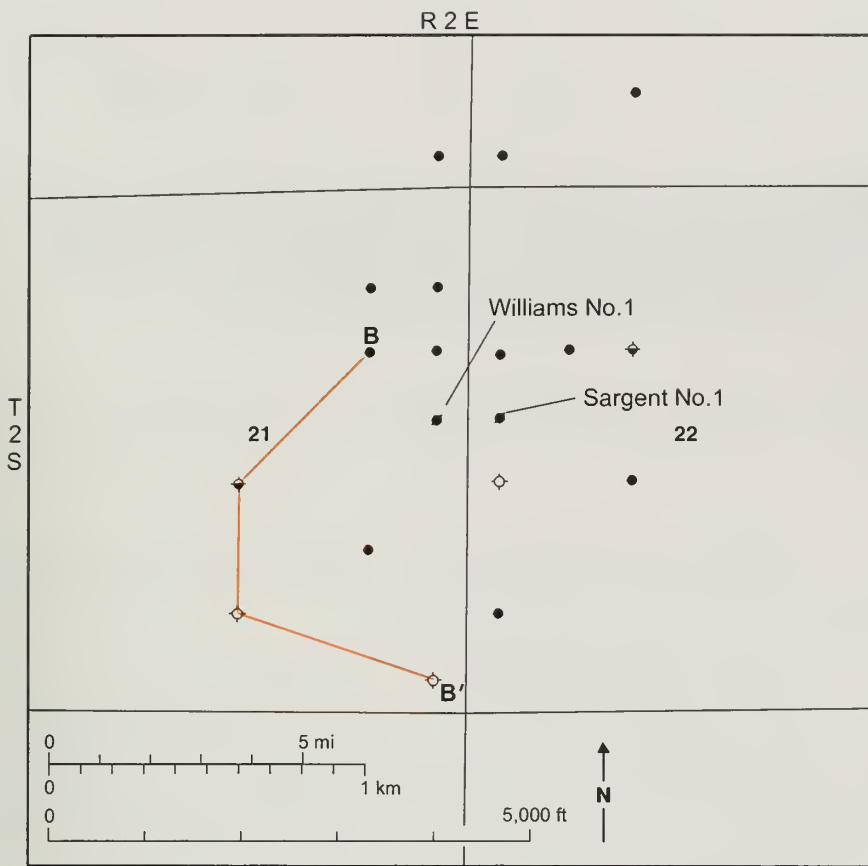 R 2 E
Williams No.1
B
Sargent No.1
T
2
S
21
22
B′
0 5 mi
0 1 km
0 5,000 ft
N